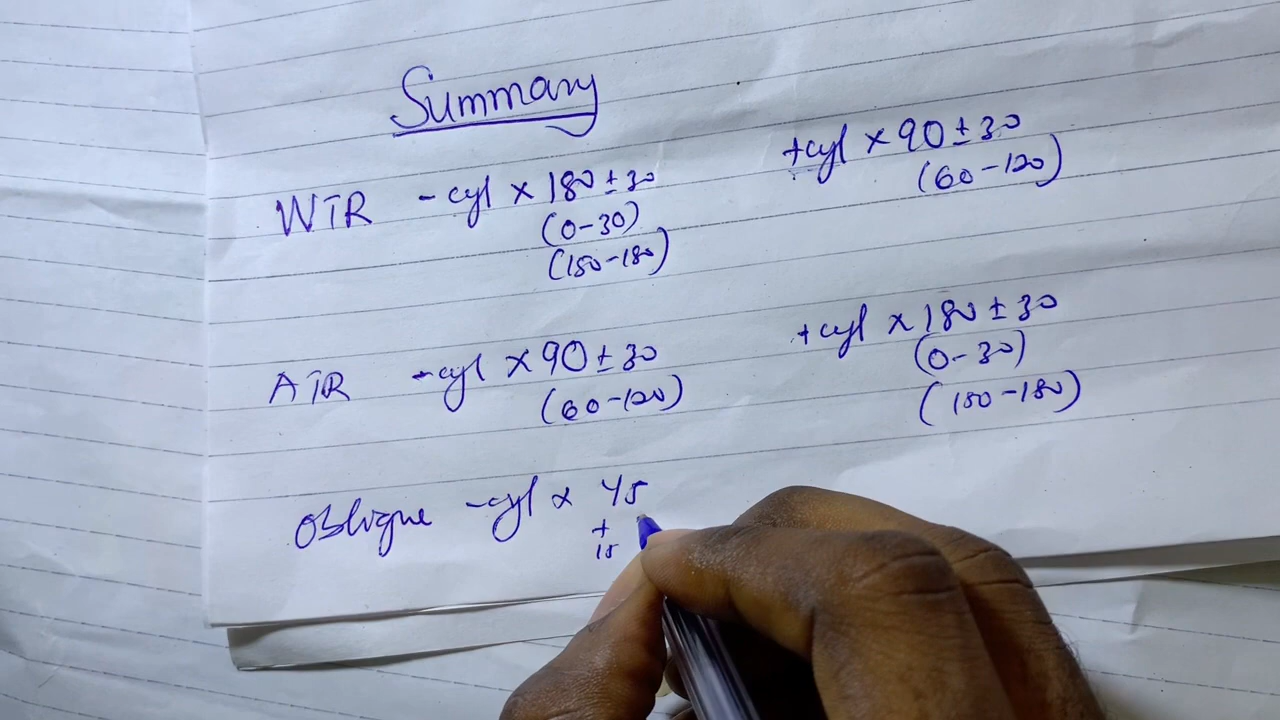 Summary
WTR -cyl × 180 ± 30
(0-30)
(150-180)
+cyl × 90 ± 30
(60-120)
ATR -cyl × 90 ± 30
(60-120)
+cyl × 180 ± 30
(0-30)
(150-180)
Oblique -cyl × 45
+
15